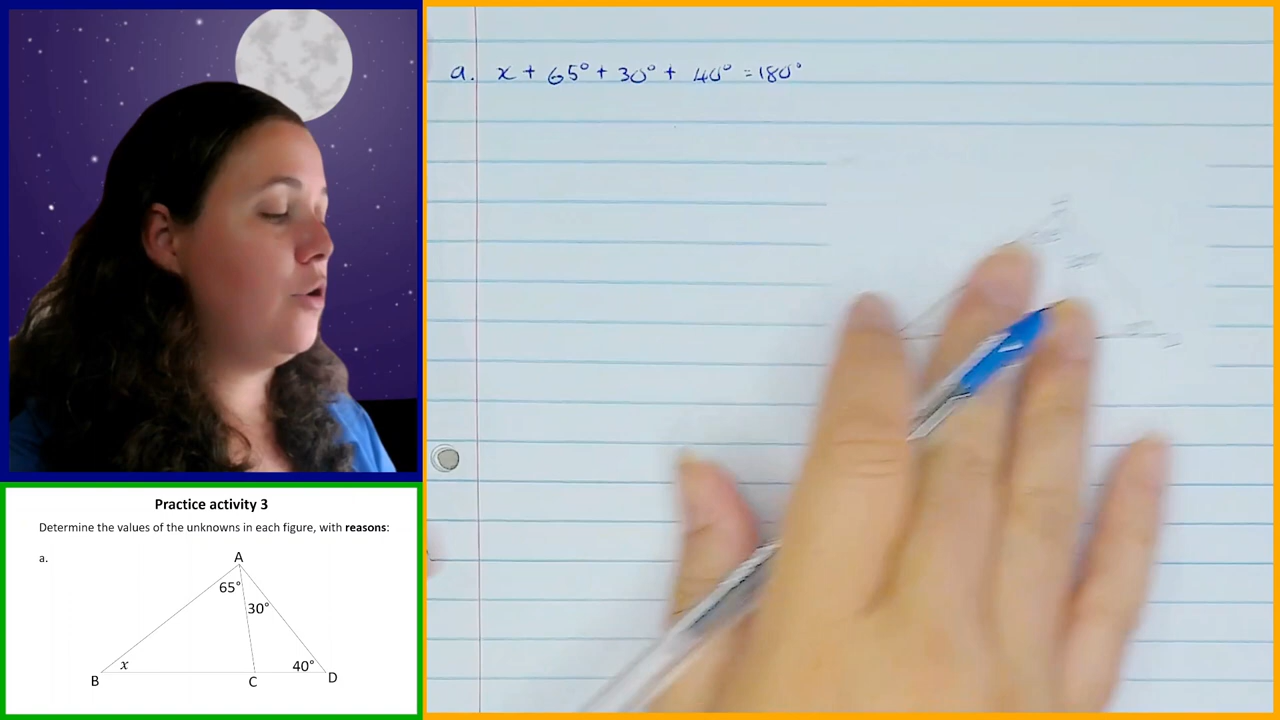 a. x + 65° + 30° + 40° = 180°
Practice activity 3
Determine the values of the unknowns in each figure, with reasons:
a.
A
65°
30°
x
40°
B
C
D